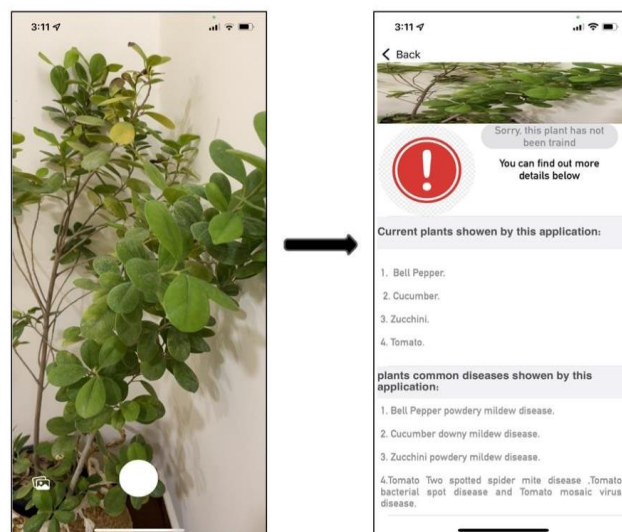 3:11
3:11
Back
Sorry, this plant has not
been traind
You can find out more
details below
Current plants showen by this application:
1. Bell Pepper.
2. Cucumber.
3. Zucchini.
4. Tomato.
plants common diseases showen by this
application:
1. Bell Pepper powdery mildew disease.
2. Cucumber downy mildew disease.
3. Zucchini powdery mildew disease.
4.Tomato Two spotted spider mite disease ,Tomato
bacterial spot disease and Tomato mosaic virus
disease.